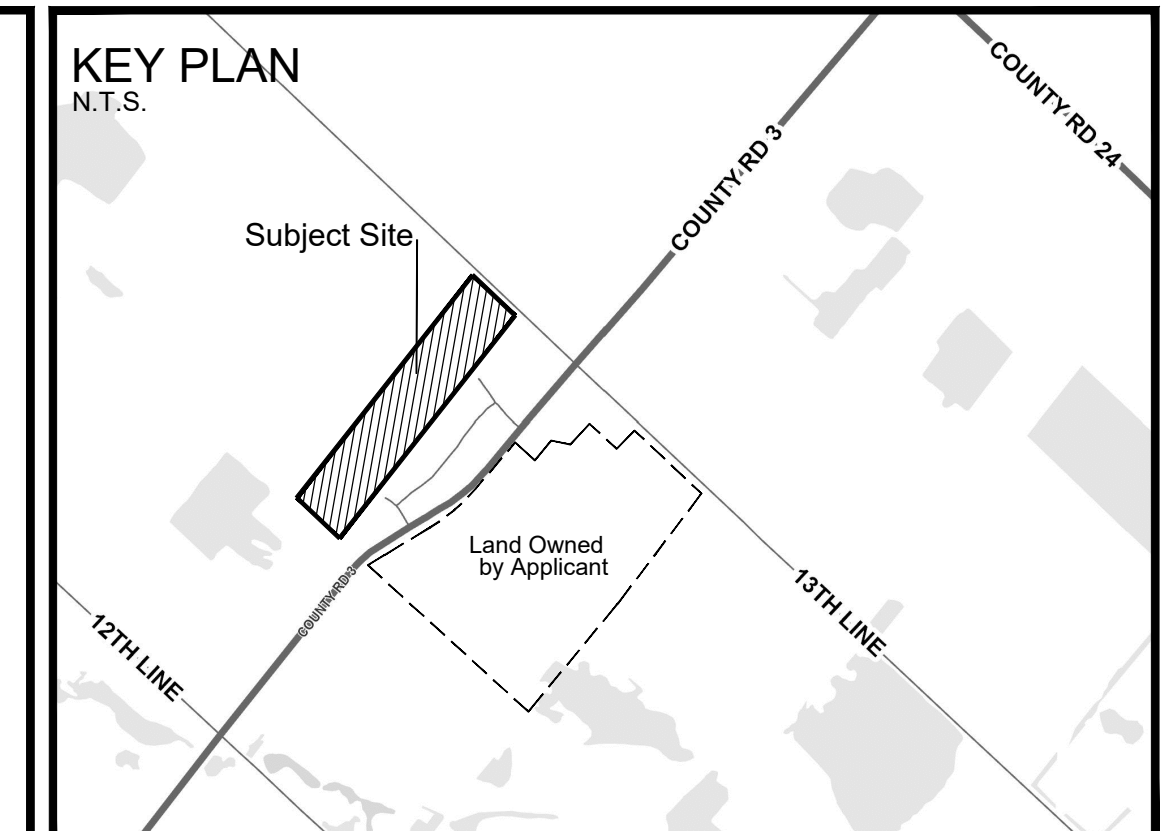 KEY PLAN
N.T.S.
COUNTY RD 24
COUNTY RD 3
Subject Site
Land Owned
by Applicant
COUNTY RD 3
13TH LINE
12TH LINE